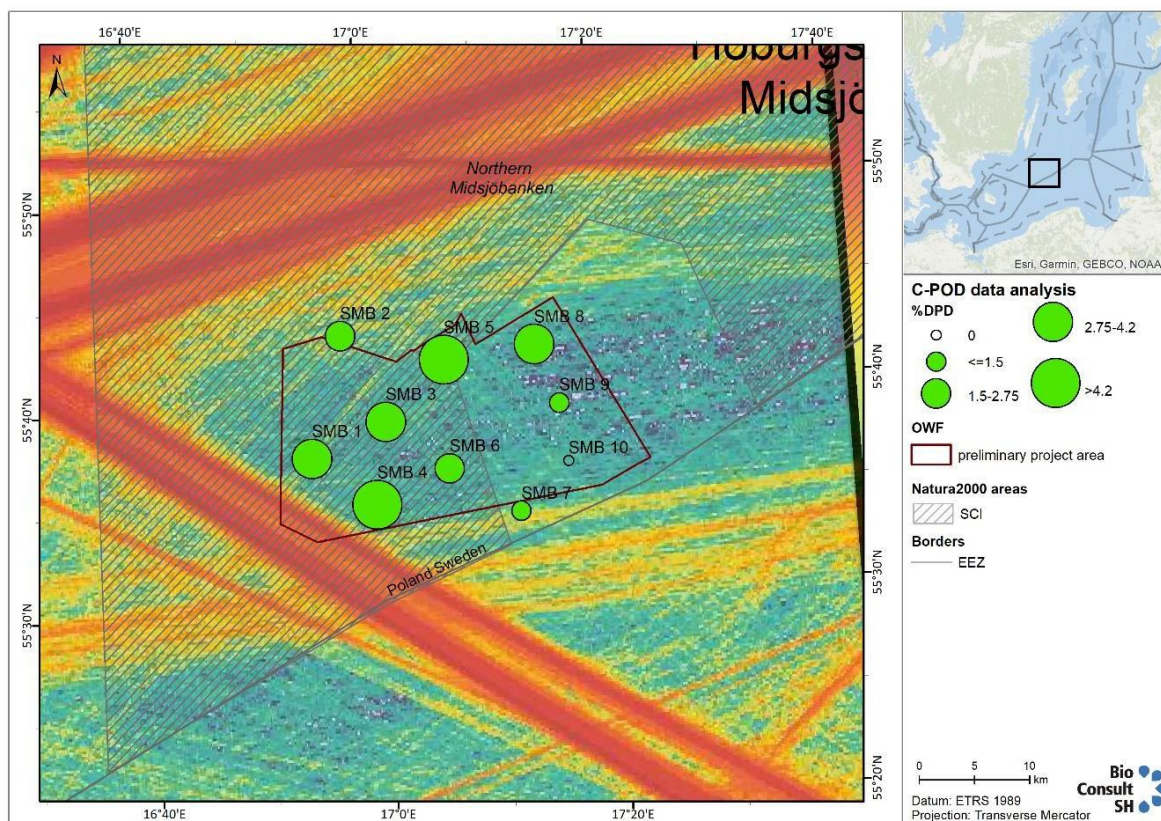 16°40'E
17°0'E
17°20'E
17°40'E
N
Midsjö
Northern
Midsjöbanken
55°50'N
55°50'N
SMB 2
SMB 5
SMB 8
SMB 3
SMB 9
SMB 1
SMB 6
SMB 10
SMB 4
SMB 7
55°40'N
55°40'N
Poland Sweden
55°30'N
55°30'N
55°20'N
16°40'E
17°0'E
17°20'E
Esri, Garmin, GEBCO, NOAA
C-POD data analysis
%DPD
0
<=1.5
1.5-2.75
2.75-4.2
>4.2
OWF
preliminary project area
Natura2000 areas
SCI
Borders
EEZ
0 5 10
km
Datum: ETRS 1989
Projection: Transverse Mercator
Bio
Consult
SH